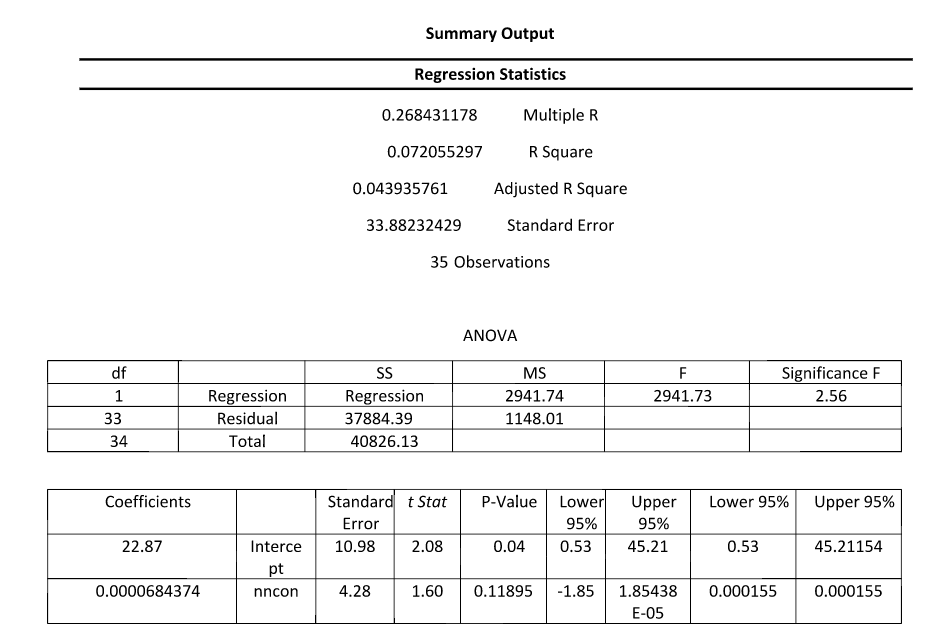 Summary Output
Regression Statistics
0.268431178 Multiple R
0.072055297 R Square
0.043935761 Adjusted R Square
33.88232429 Standard Error
35 Observations
ANOVA
df SS MS F Significance F
1 Regression Regression 2941.74 2941.73 2.56
33 Residual 37884.39 1148.01
34 Total 40826.13
Coefficients Standard t Stat P-Value Lower Upper Lower 95% Upper 95%
Error 95% 95%
22.87 Interce 10.98 2.08 0.04 0.53 45.21 0.53 45.21154
pt
0.0000684374 nncon 4.28 1.60 0.11895 -1.85 1.85438 0.000155 0.000155
E-05